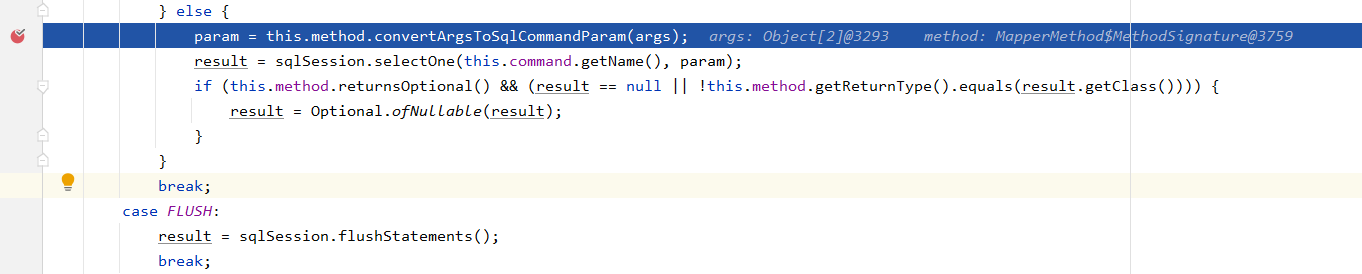 } else {
param = this.method.convertArgsToSqlCommandParam(args);   args: Object[2]@3293   method: MapperMethod$MethodSignature@3759
result = sqlSession.selectOne(this.command.getName(), param);
if (this.method.returnsOptional() && (result == null || !this.method.getReturnType().equals(result.getClass()))) {
result = Optional.ofNullable(result);
}
}
break;
case FLUSH:
result = sqlSession.flushStatements();
break;